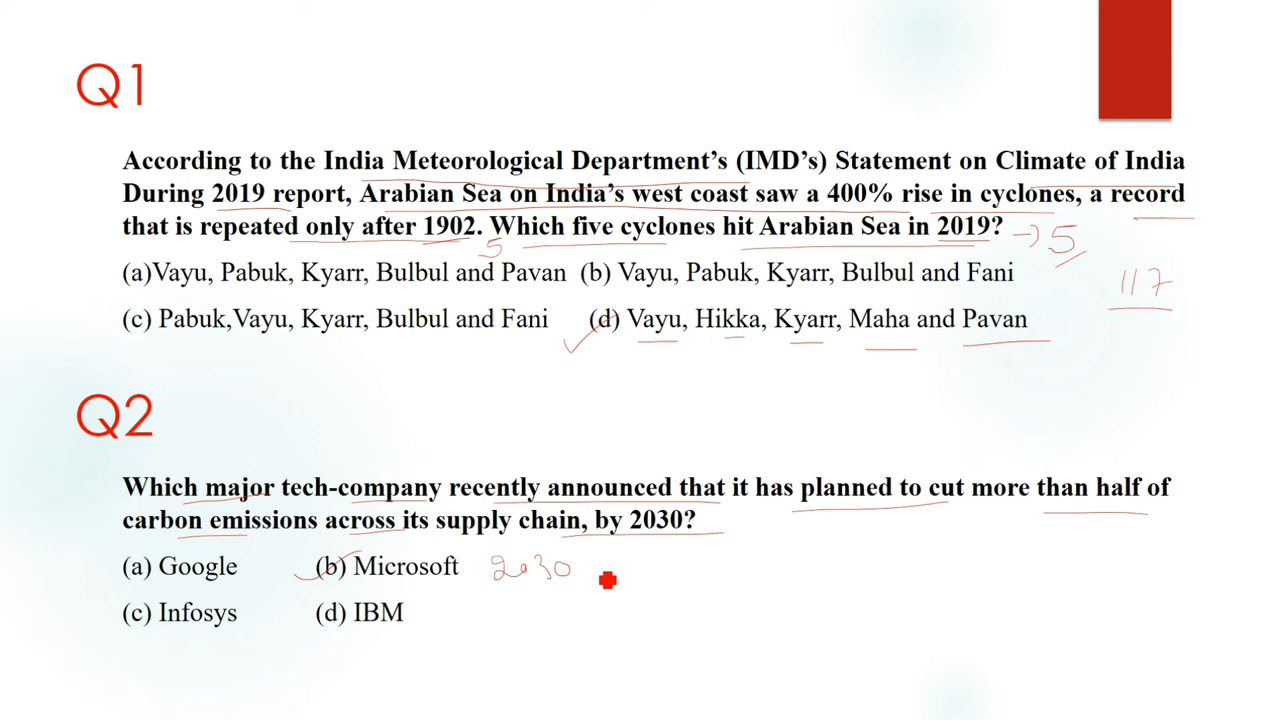 Q1
According to the India Meteorological Department's (IMD's) Statement on Climate of India
During 2019 report, Arabian Sea on India's west coast saw a 400% rise in cyclones, a record
that is repeated only after 1902. Which five cyclones hit Arabian Sea in 2019? → 5
5
(a)Vayu, Pabuk, Kyarr, Bulbul and Pavan (b) Vayu, Pabuk, Kyarr, Bulbul and Fani
117
(c) Pabuk,Vayu, Kyarr, Bulbul and Fani (d) Vayu, Hikka, Kyarr, Maha and Pavan
Q2
Which major tech-company recently announced that it has planned to cut more than half of
carbon emissions across its supply chain, by 2030?
(a) Google (b) Microsoft 2030
(c) Infosys (d) IBM